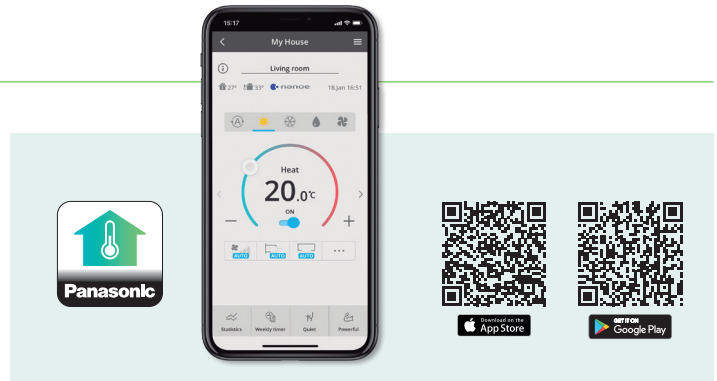 15:17
My House
Living room
27° 33° nanoe 18.Jan 16:51
A
Heat
20.0°C
ON
AUTO AUTO AUTO
Statistics Weekly timer Quiet Powerful
Panasonic
Download on the
App Store
GET IT ON
Google Play